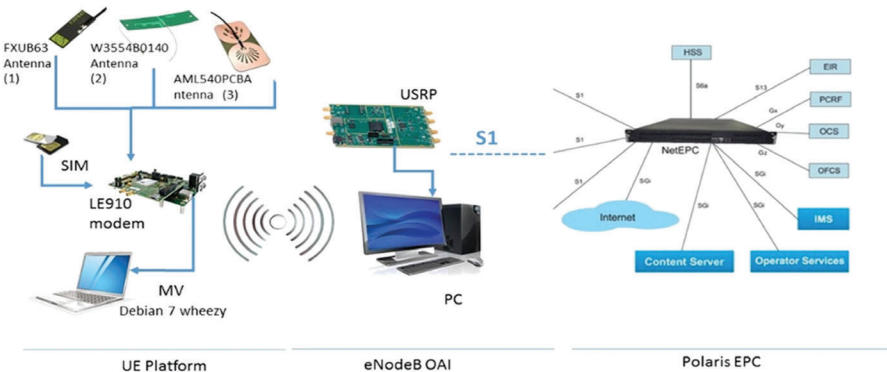 FXUB63
Antenna
(1)
W3554B0140
Antenna
(2)
AML540PCBA
ntenna (3)
SIM
LE910
modem
MV
Debian 7 wheezy
UE Platform
USRP
S1
PC
eNodeB OAI
HSS
S6a
S13
EIR
Gx
PCRF
Gy
OCS
Gz
OFCS
S1
S1
S1
NetEPC
SGi
SGi
SGi
SGi
SGi
Internet
IMS
Content Server
Operator Services
Polaris EPC